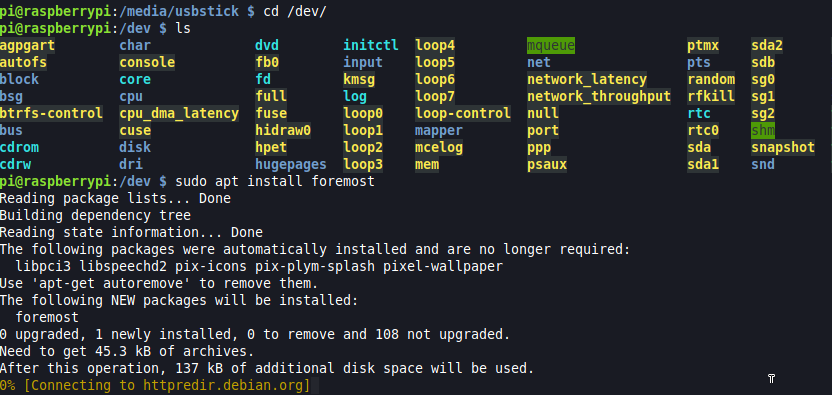 pi@raspberrypi:/media/usbstick $ cd /dev/
pi@raspberrypi:/dev $ ls
agpgart char dvd initctl loop4 mqueue ptmx sda2
autofs console fb0 input loop5 net pts sdb
block core fd kmsg loop6 network_latency random sg0
bsg cpu full log loop7 network_throughput rfkill sg1
btrfs-control cpu_dma_latency fuse loop0 loop-control null rtc sg2
bus cuse hidraw0 loop1 mapper port rtc0 shm
cdrom disk hpet loop2 mcelog ppp sda snapshot
cdrw dri hugepages loop3 mem psaux sda1 snd
pi@raspberrypi:/dev $ sudo apt install foremost
Reading package lists... Done
Building dependency tree
Reading state information... Done
The following packages were automatically installed and are no longer required:
  libpci3 libspeechd2 pix-icons pix-plym-splash pixel-wallpaper
Use 'apt-get autoremove' to remove them.
The following NEW packages will be installed:
  foremost
0 upgraded, 1 newly installed, 0 to remove and 108 not upgraded.
Need to get 45.3 kB of archives.
After this operation, 137 kB of additional disk space will be used.
0% [Connecting to httpredir.debian.org]